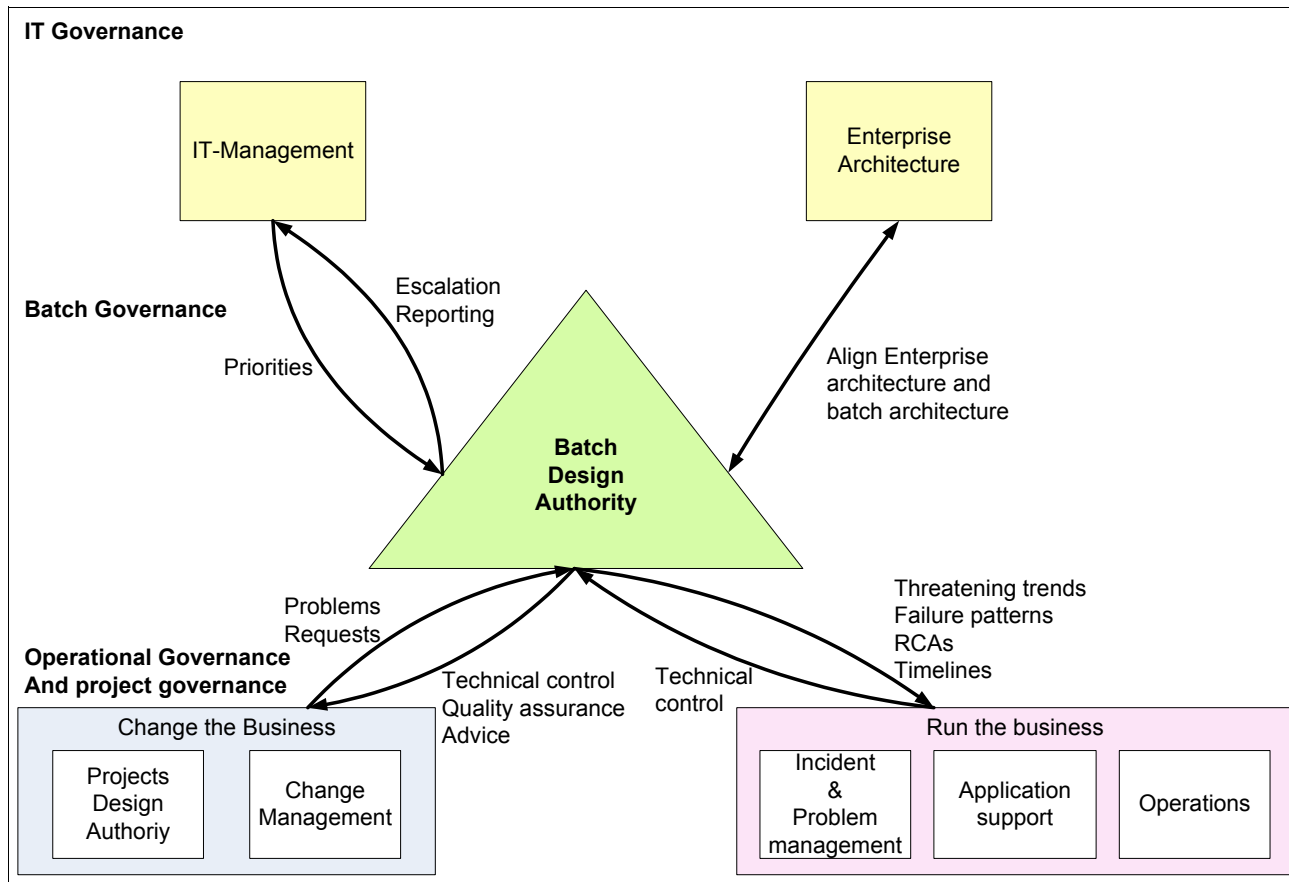 IT Governance
IT-Management
Enterprise
Architecture
Escalation
Reporting
Batch Governance
Priorities
Align Enterprise
architecture and
batch architecture
Batch
Design
Authority
Problems
Requests
Threatening trends
Failure patterns
RCAs
Timelines
Operational Governance
And project governance
Technical control
Quality assurance
Advice
Technical
control
Change the Business
Projects
Design
Authoriy
Change
Management
Run the business
Incident
&
Problem
management
Application
support
Operations